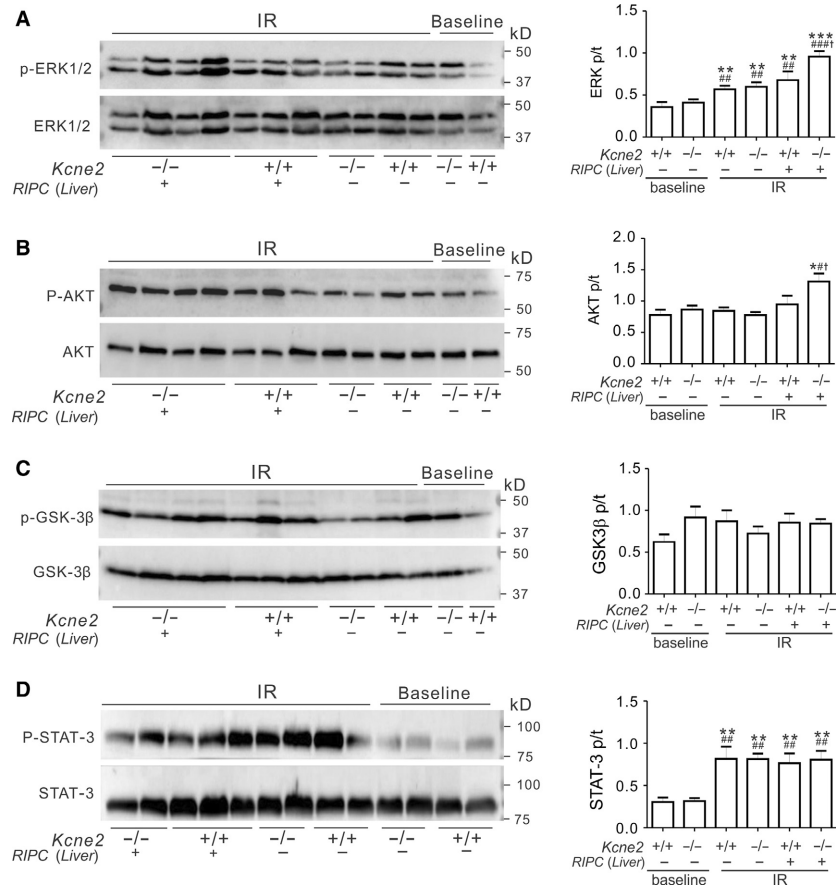 A
IR Baseline
kD
p-ERK1/2
50
37
ERK1/2
50
37
Kcne2 −/− +/+ −/− +/+ −/− +/+
RIPC (Liver) + + − − − −
ERK p/t
1.5
1.0
0.5
0.0
** ## ** ## ** ## *** ###†
Kcne2 +/+ −/− +/+ −/− +/+ −/−
RIPC (Liver) − − − − + +
baseline IR
B
IR Baseline
kD
P-AKT
75
50
AKT
75
50
Kcne2 −/− +/+ −/− +/+ −/− +/+
RIPC (Liver) + + − − − −
AKT p/t
2.0
1.5
1.0
0.5
0.0
*#†
Kcne2 +/+ −/− +/+ −/− +/+ −/−
RIPC (Liver) − − − − + +
baseline IR
C
IR Baseline
kD
p-GSK-3β
50
37
GSK-3β
50
37
Kcne2 −/− +/+ −/− +/+ −/− +/+
RIPC (Liver) + + − − − −
GSK3β p/t
1.5
1.0
0.5
0.0
Kcne2 +/+ −/− +/+ −/− +/+ −/−
RIPC (Liver) − − − − + +
baseline IR
D
IR Baseline
kD
P-STAT-3
100
75
STAT-3
100
75
Kcne2 −/− +/+ −/− +/+ −/− +/+
RIPC (Liver) + + − − − −
STAT-3 p/t
1.5
1.0
0.5
0.0
** ## ** ## ** ## ** ##
Kcne2 +/+ −/− +/+ −/− +/+ −/−
RIPC (Liver) − − − − + +
baseline IR